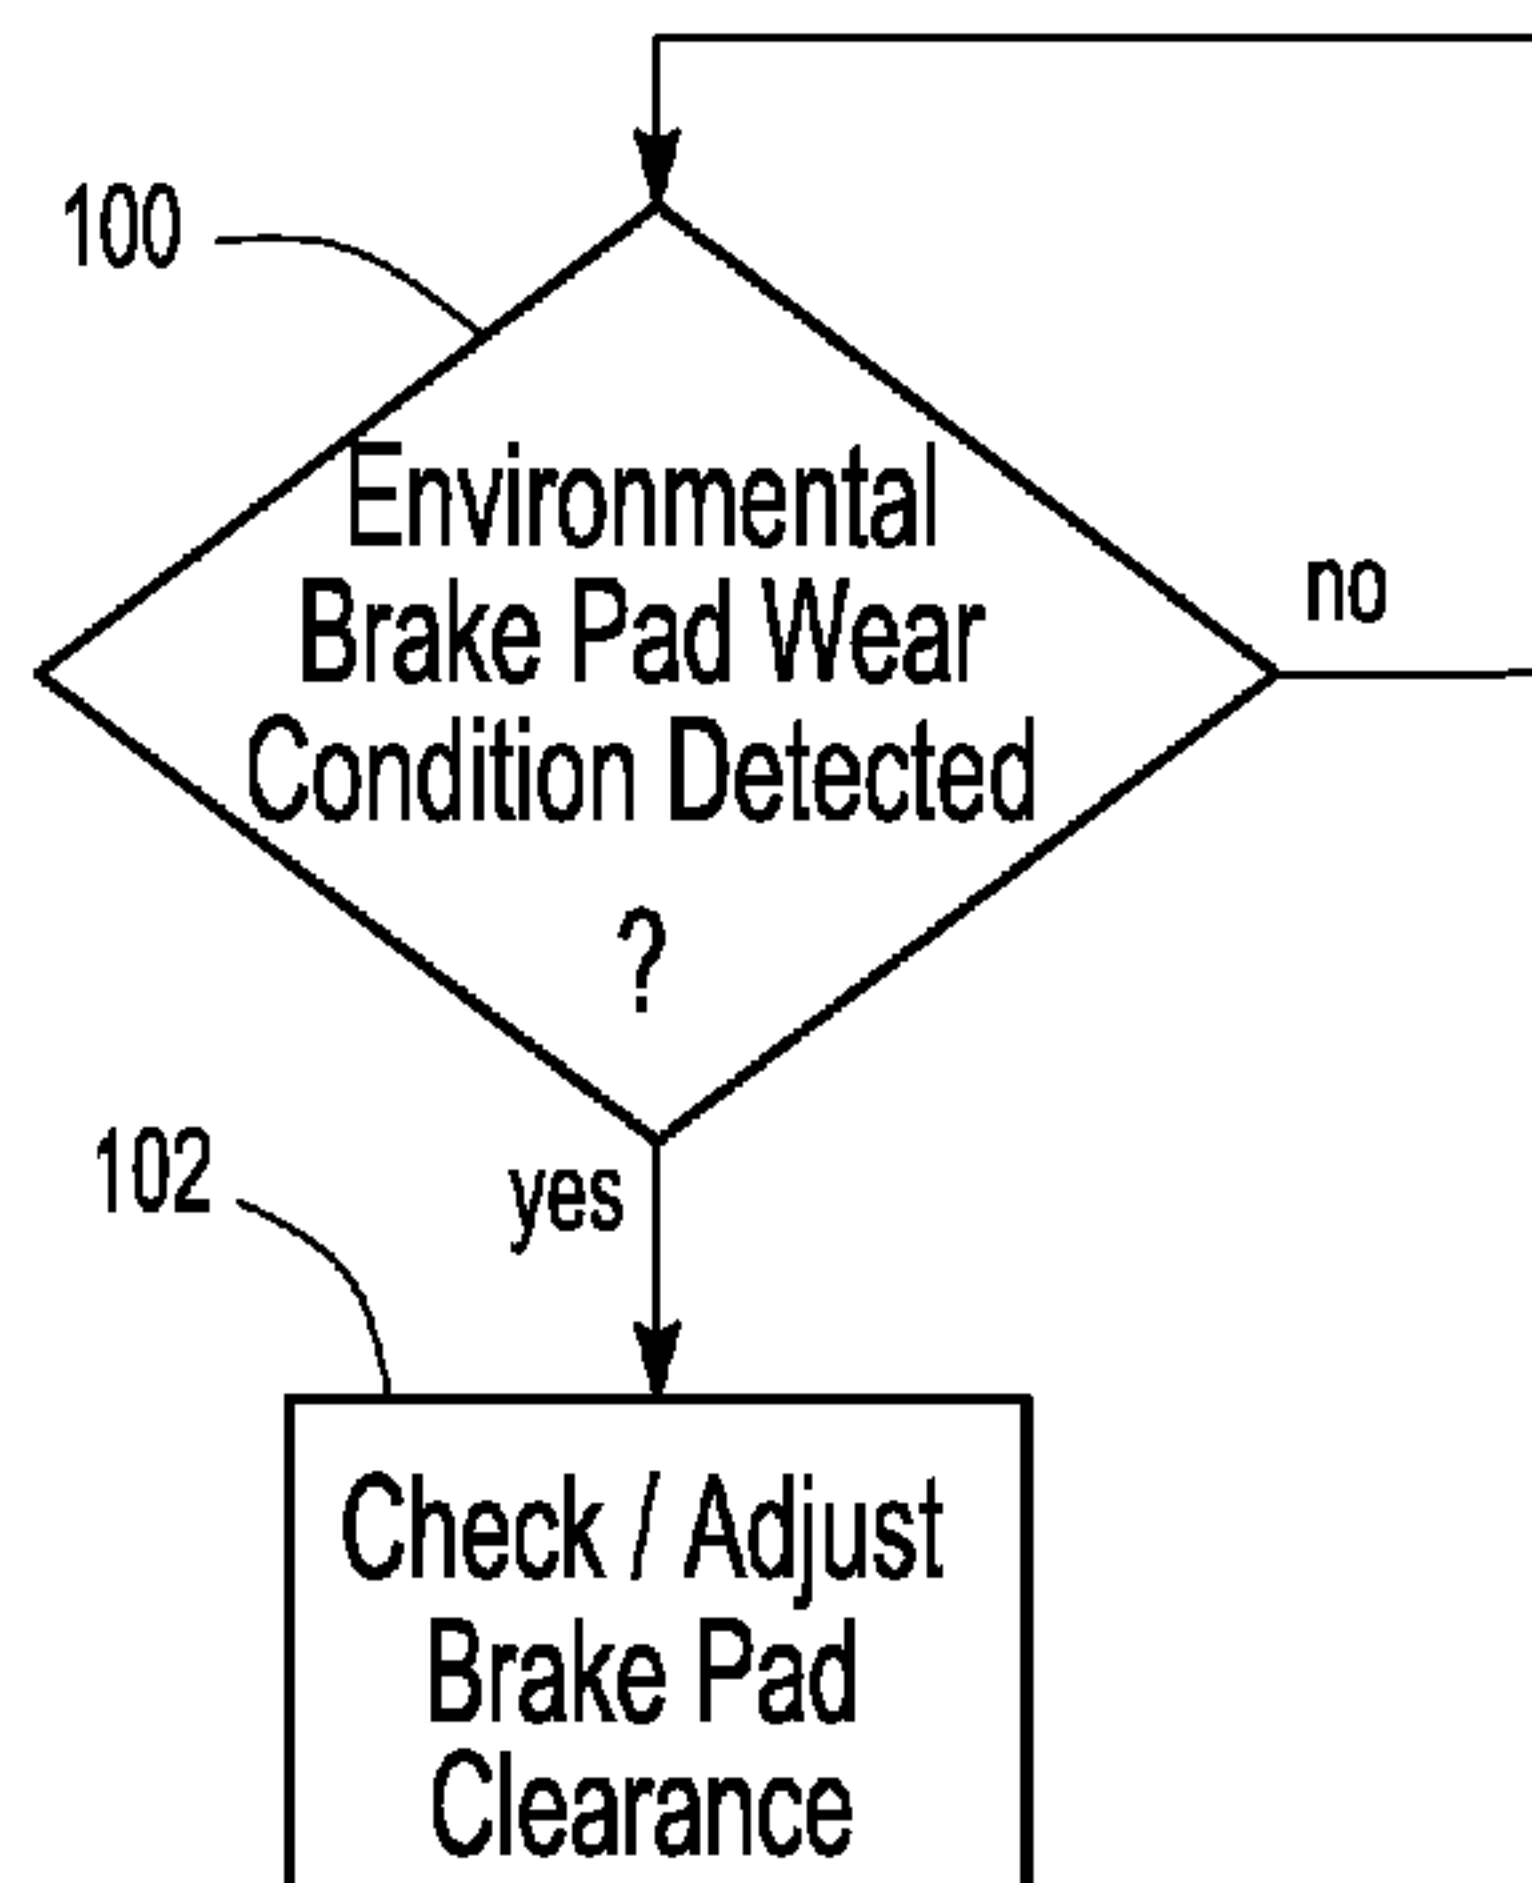 100
Environmental
Brake Pad Wear
Condition Detected
?
no
yes
102
Check / Adjust
Brake Pad
Clearance